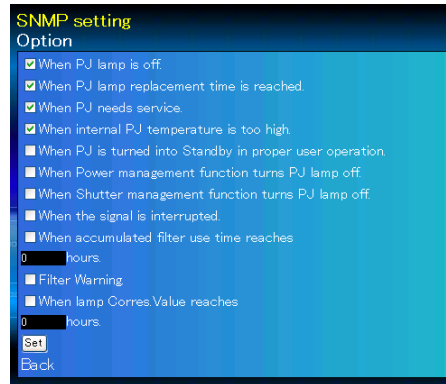 SNMP setting
Option
When PJ lamp is off.
When PJ lamp replacement time is reached.
When PJ needs service.
When internal PJ temperature is too high.
When PJ is turned into Standby in proper user operation.
When Power management function turns PJ lamp off.
When Shutter management function turns PJ lamp off.
When the signal is interrupted.
When accumulated filter use time reaches
0 hours.
Filter Warning
When lamp Corres.Value reaches
0 hours.
Set
Back